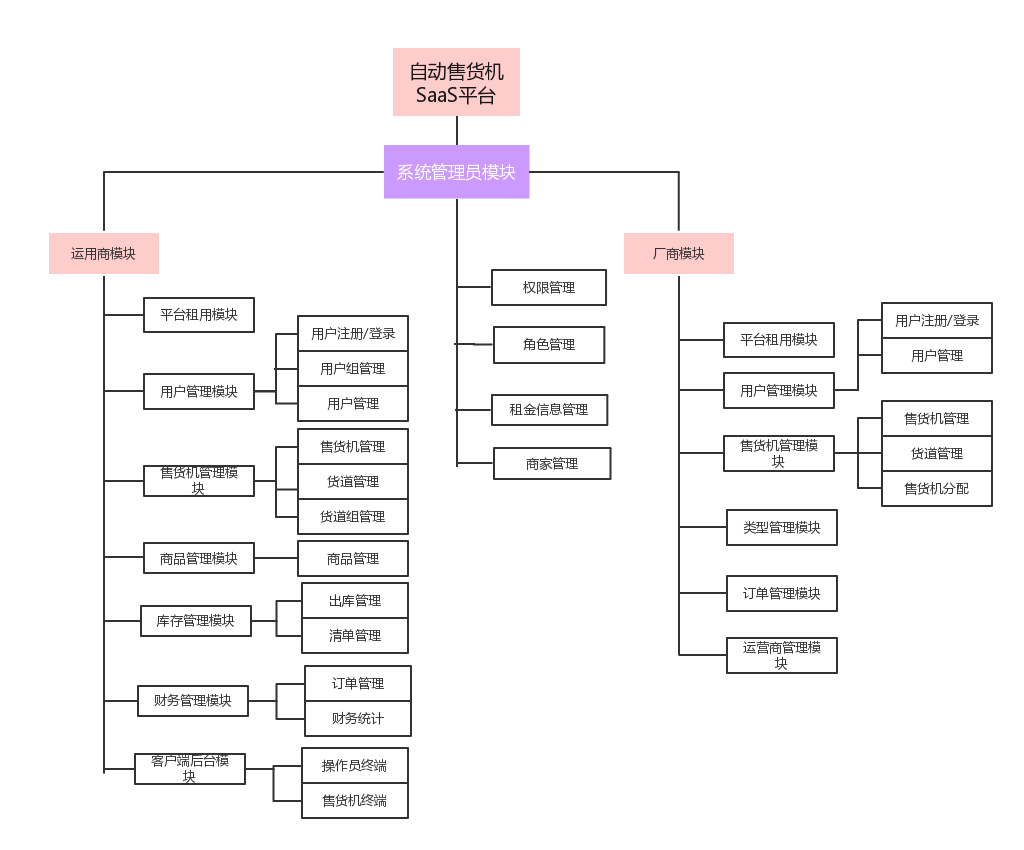 自动售货机
SaaS平台
系统管理员模块
运用商模块
平台租用模块
用户管理模块
用户注册/登录
用户组管理
用户管理
售货机管理模
块
售货机管理
货道管理
货道组管理
商品管理模块
商品管理
库存管理模块
出库管理
清单管理
财务管理模块
订单管理
财务统计
客户端后台模
块
操作员终端
售货机终端
权限管理
角色管理
租金信息管理
商家管理
厂商模块
平台租用模块
用户管理模块
用户注册/登录
用户管理
售货机管理模
块
售货机管理
货道管理
售货机分配
类型管理模块
订单管理模块
运营商管理模
块